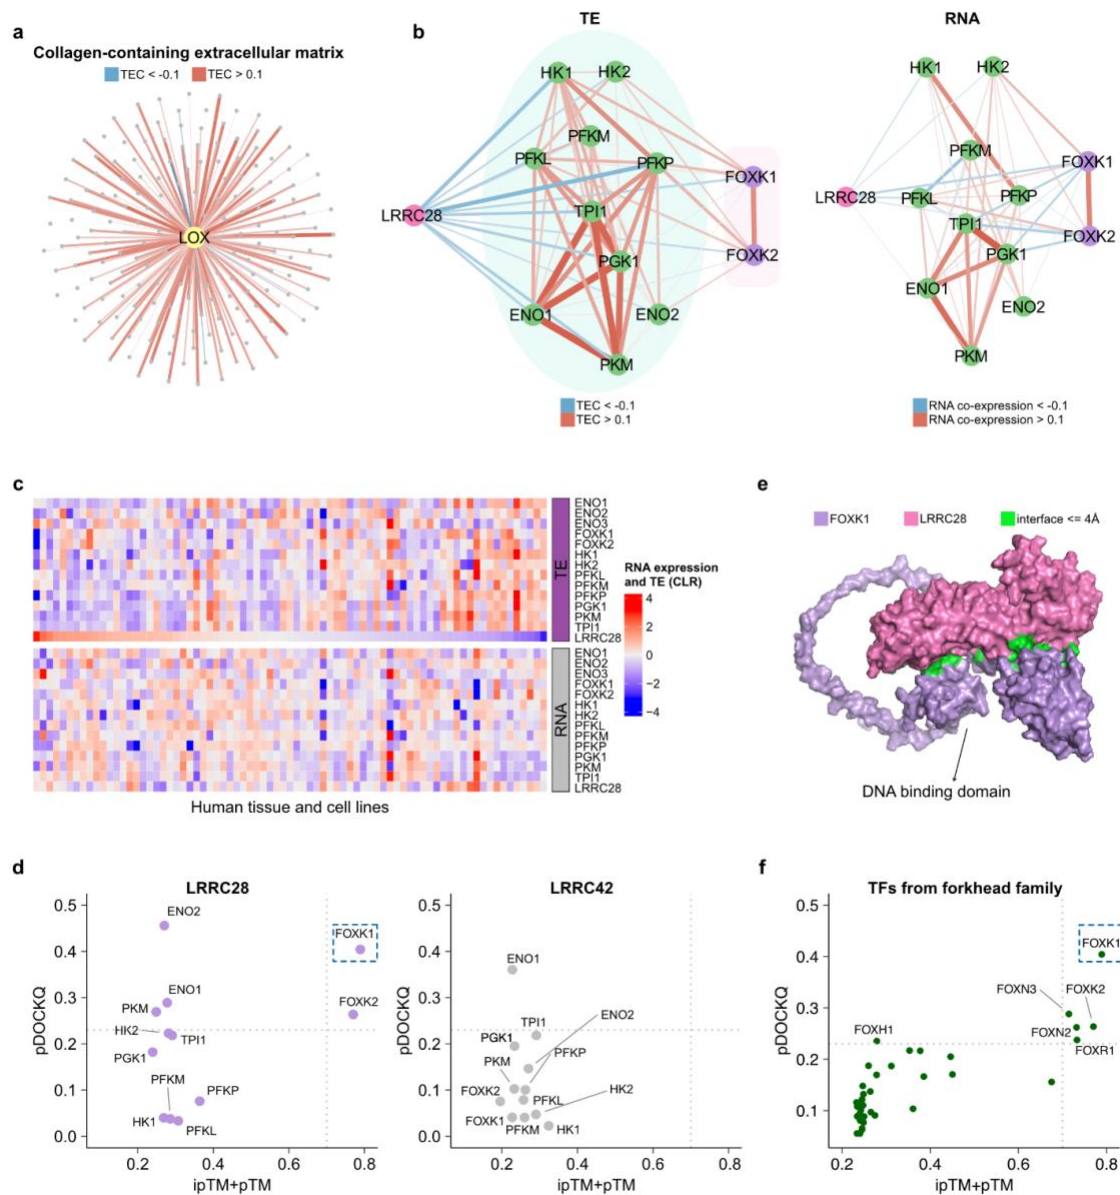 a
Collagen-containing extracellular matrix
TEC < -0.1 TEC > 0.1
LOX
b
TE
HK1
HK2
PFKM
PFKL
PFKP
FOXK1
LRRC28
TPI1
FOXK2
PGK1
ENO1
ENO2
PKM
TEC < -0.1
TEC > 0.1
RNA
HK1
HK2
PFKM
FOXK1
LRRC28
PFKL
PFKP
TPI1
FOXK2
PGK1
ENO1
ENO2
PKM
RNA co-expression < -0.1
RNA co-expression > 0.1
c
TE
ENO1
ENO2
ENO3
FOXK1
FOXK2
HK1
HK2
PFKL
PFKM
PFKP
PGK1
PKM
TPI1
LRRC28
RNA
ENO1
ENO2
ENO3
FOXK1
FOXK2
HK1
HK2
PFKL
PFKM
PFKP
PGK1
PKM
TPI1
LRRC28
Human tissue and cell lines
RNA expression
and TE (CLR)
4
2
0
−2
−4
e
FOXK1 LRRC28 interface <= 4Å
DNA binding domain
d
LRRC28
pDOCKQ
0.5
0.4
0.3
0.2
0.1
0.0
ENO2
FOXK1
ENO1
PKM
FOXK2
HK2
TPI1
PGK1
PFKM
PFKP
HK1
PFKL
0.2 0.4 0.6 0.8
ipTM+pTM
LRRC42
pDOCKQ
0.5
0.4
0.3
0.2
0.1
0.0
ENO1
TPI1
ENO2
PGK1
PKM
PFKP
FOXK2
PFKL
HK2
FOXK1
PFKM
HK1
0.2 0.4 0.6 0.8
ipTM+pTM
f
TFs from forkhead family
pDOCKQ
0.5
0.4
0.3
0.2
0.1
FOXK1
FOXN3
FOXK2
FOXH1
FOXN2
FOXR1
0.2 0.4 0.6 0.8
ipTM+pTM